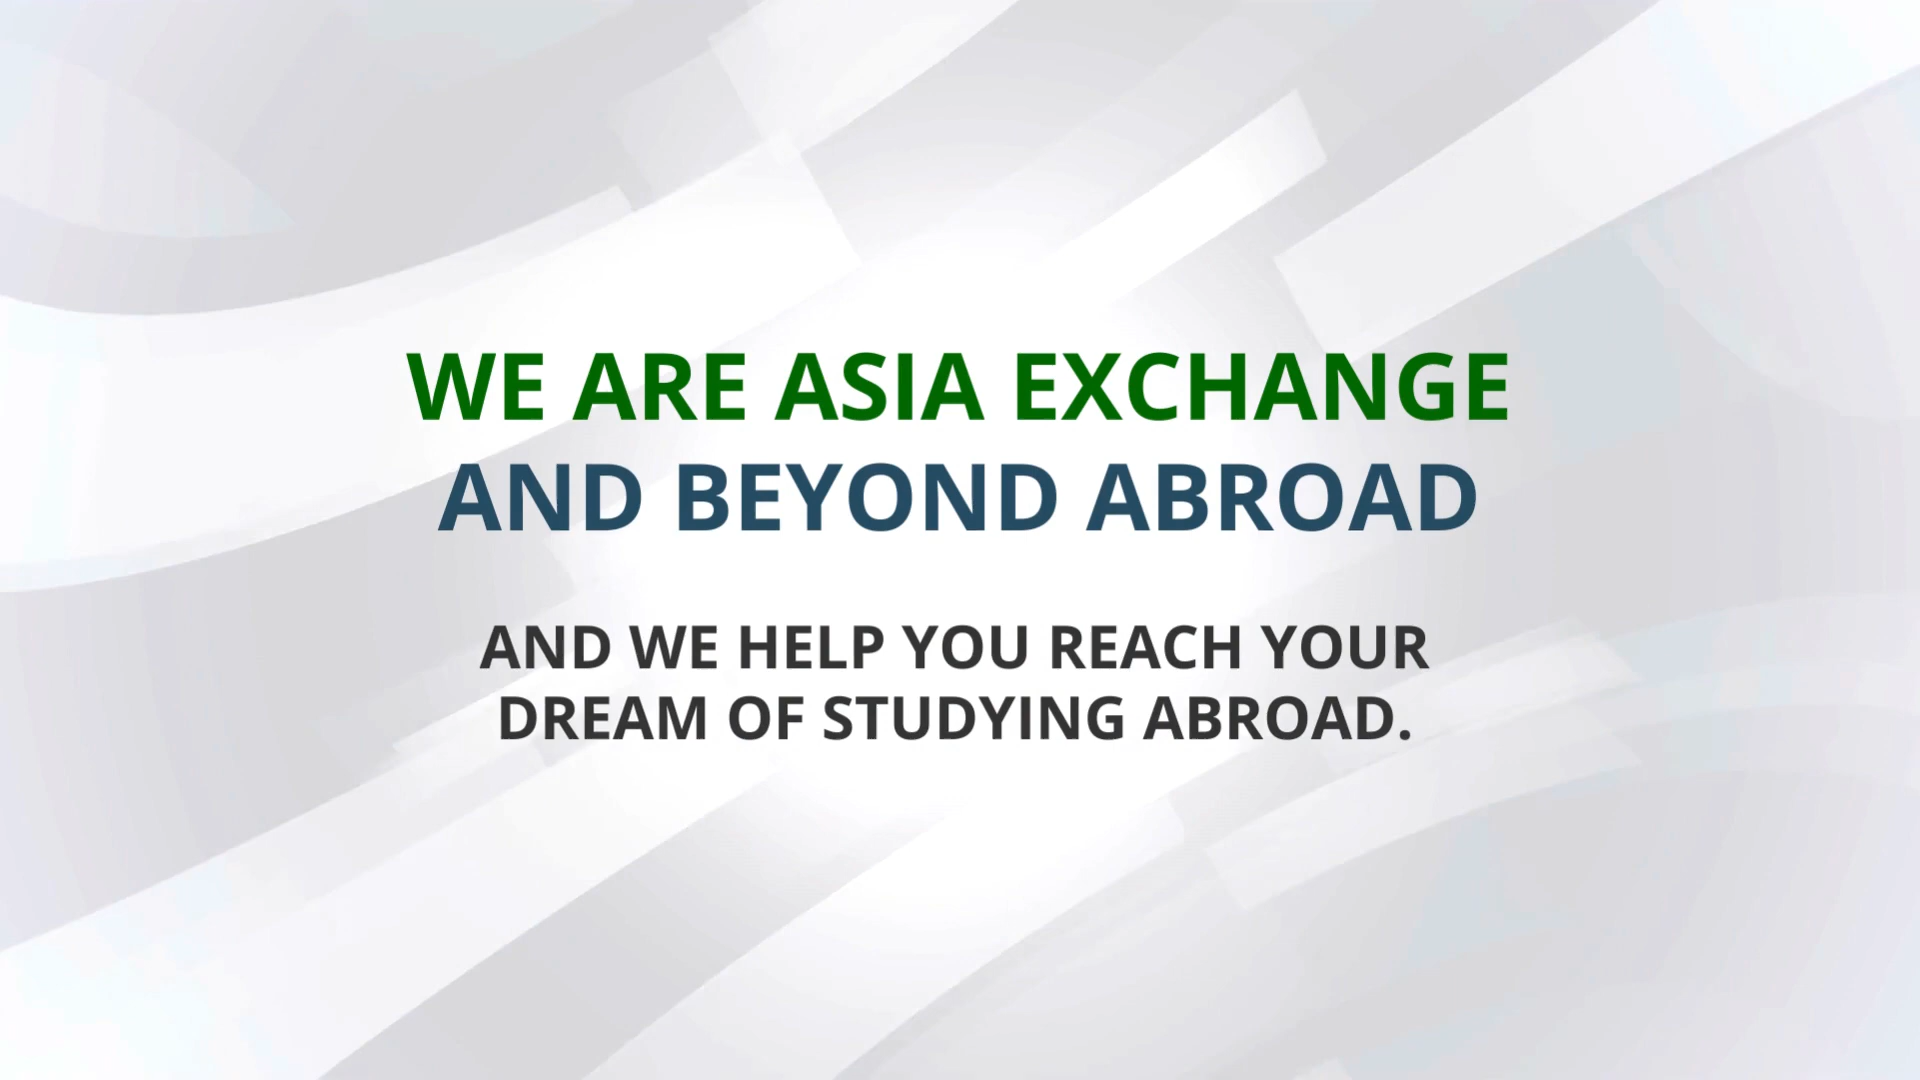 WE ARE ASIA EXCHANGE
AND BEYOND ABROAD
AND WE HELP YOU REACH YOUR
DREAM OF STUDYING ABROAD.